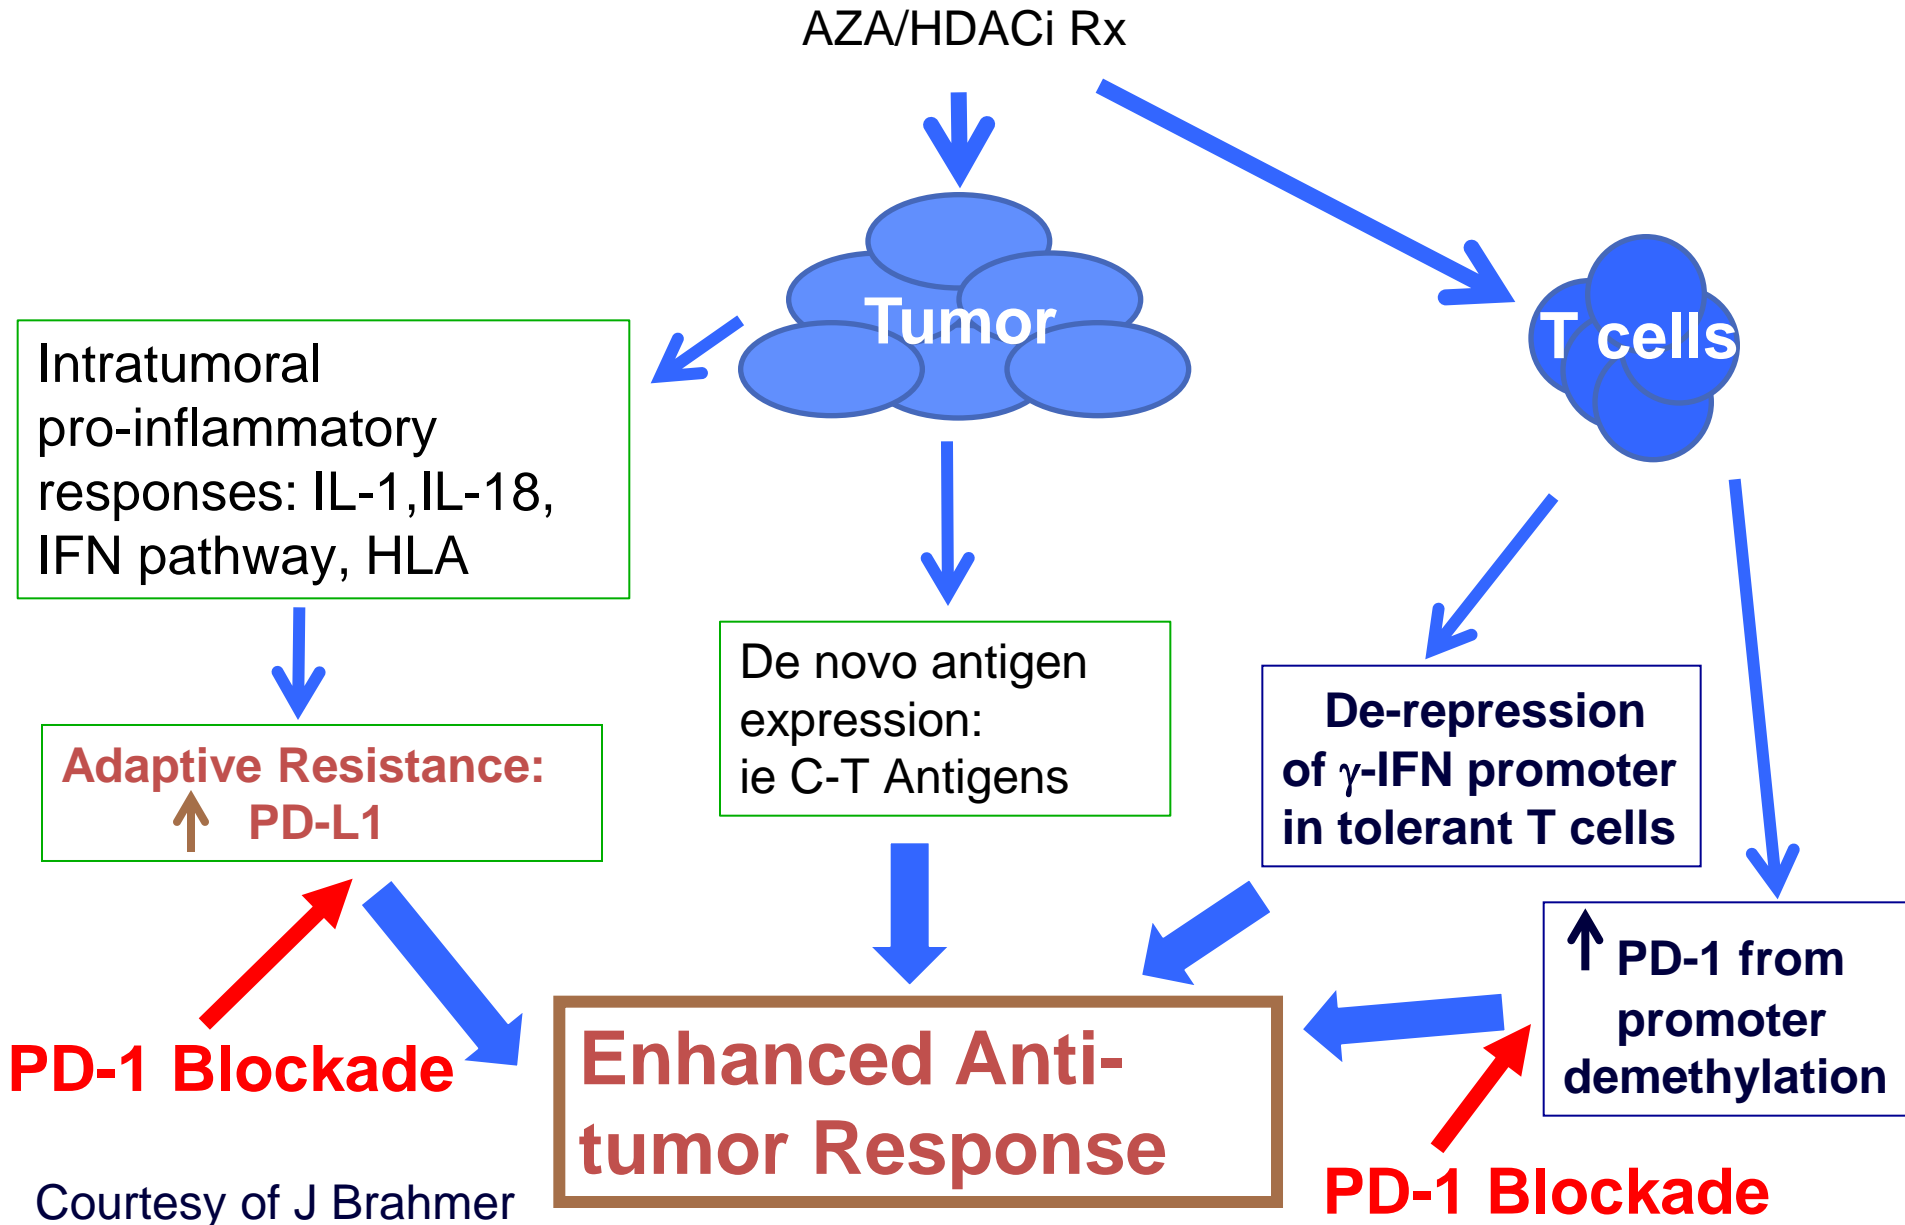 AZA/HDACi Rx
Tumor
T cells
Intratumoral
pro-inflammatory
responses: IL-1,IL-18,
IFN pathway, HLA
Adaptive Resistance:
PD-L1
De novo antigen
expression:
ie C-T Antigens
De-repression
of γ-IFN promoter
in tolerant T cells
PD-1 from
promoter
demethylation
PD-1 Blockade
Enhanced Anti-
tumor Response
PD-1 Blockade
Courtesy of J Brahmer